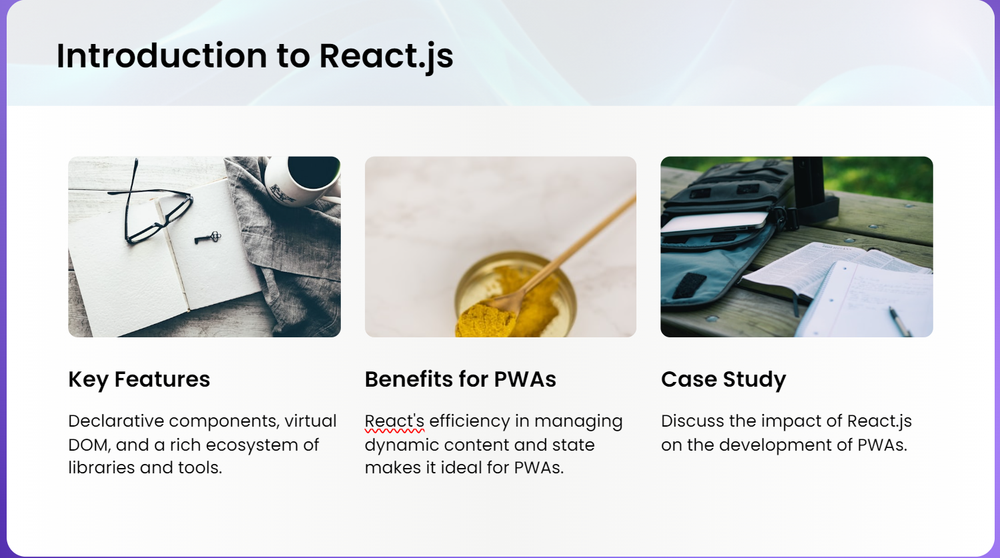 Introduction to React.js
Key Features
Declarative components, virtual
DOM, and a rich ecosystem of
libraries and tools.
Benefits for PWAs
React's efficiency in managing
dynamic content and state
makes it ideal for PWAs.
Case Study
Discuss the impact of React.js
on the development of PWAs.